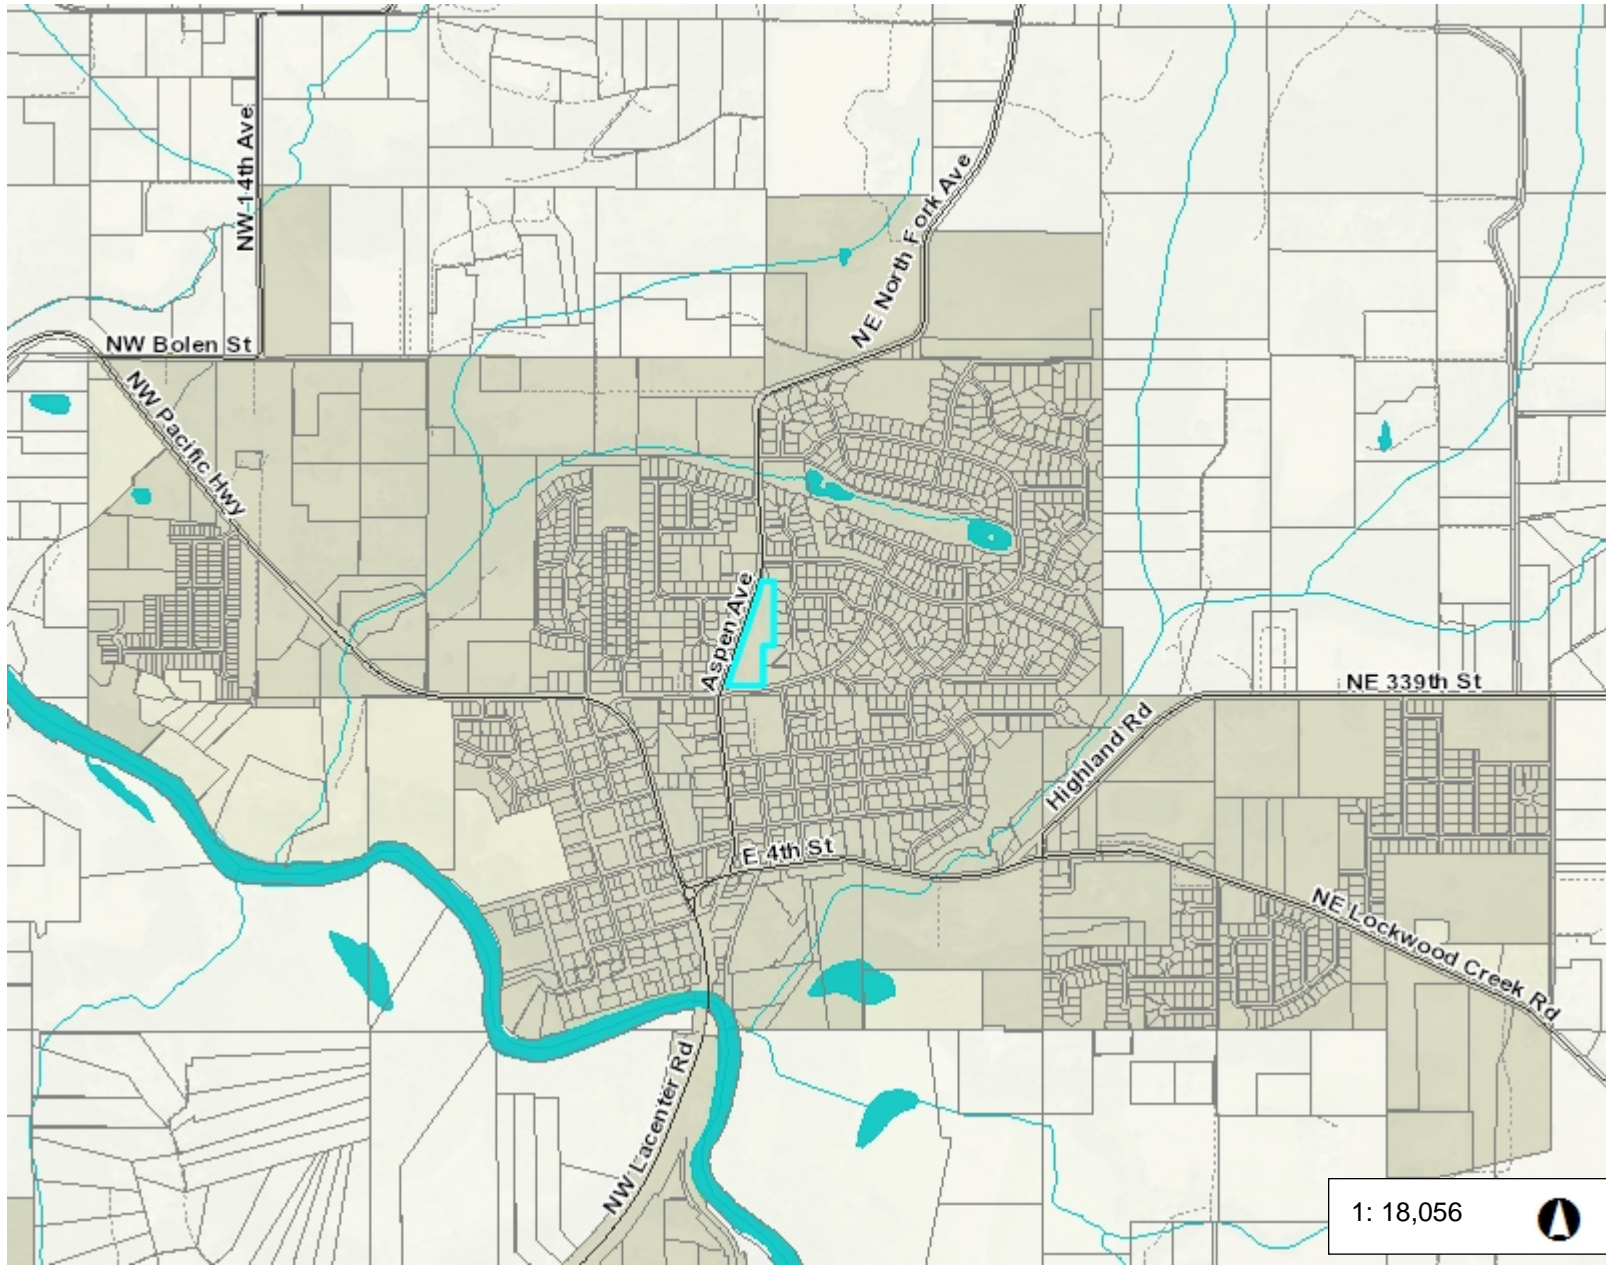 NW 14th Ave
NE North Fork Ave
NW Bolen St
NW Pacific Hwy
Aspen Ave
NE 339th St
Highland Rd
E 4th St
NE Lockwood Creek Rd
NW Lacenter Rd
1: 18,056